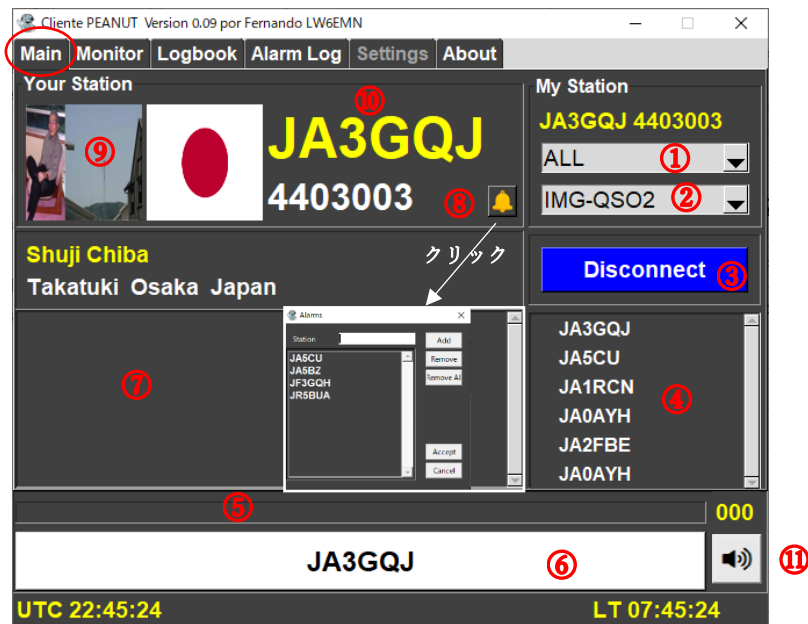 Cliente PEANUT Version 0.09 por Fernando LW6EMN
Main Monitor Logbook Alarm Log Settings About
Your Station
⑨
⑩
JA3GQJ
4403003
⑧
My Station
JA3GQJ 4403003
ALL ①
IMG-QSO2 ②
Shuji Chiba
Takatuki Osaka Japan
クリック
Disconnect ③
⑦
Alarms
Station
Add
Remove
Remove All
JA5CU
JA5BZ
JF3GQH
JR5BUA
Accept
Cancel
JA3GQJ
JA5CU
JA1RCN
JA0AYH
JA2FBE
JA0AYH
④
⑤
000
JA3GQJ ⑥
⑪
UTC 22:45:24 LT 07:45:24